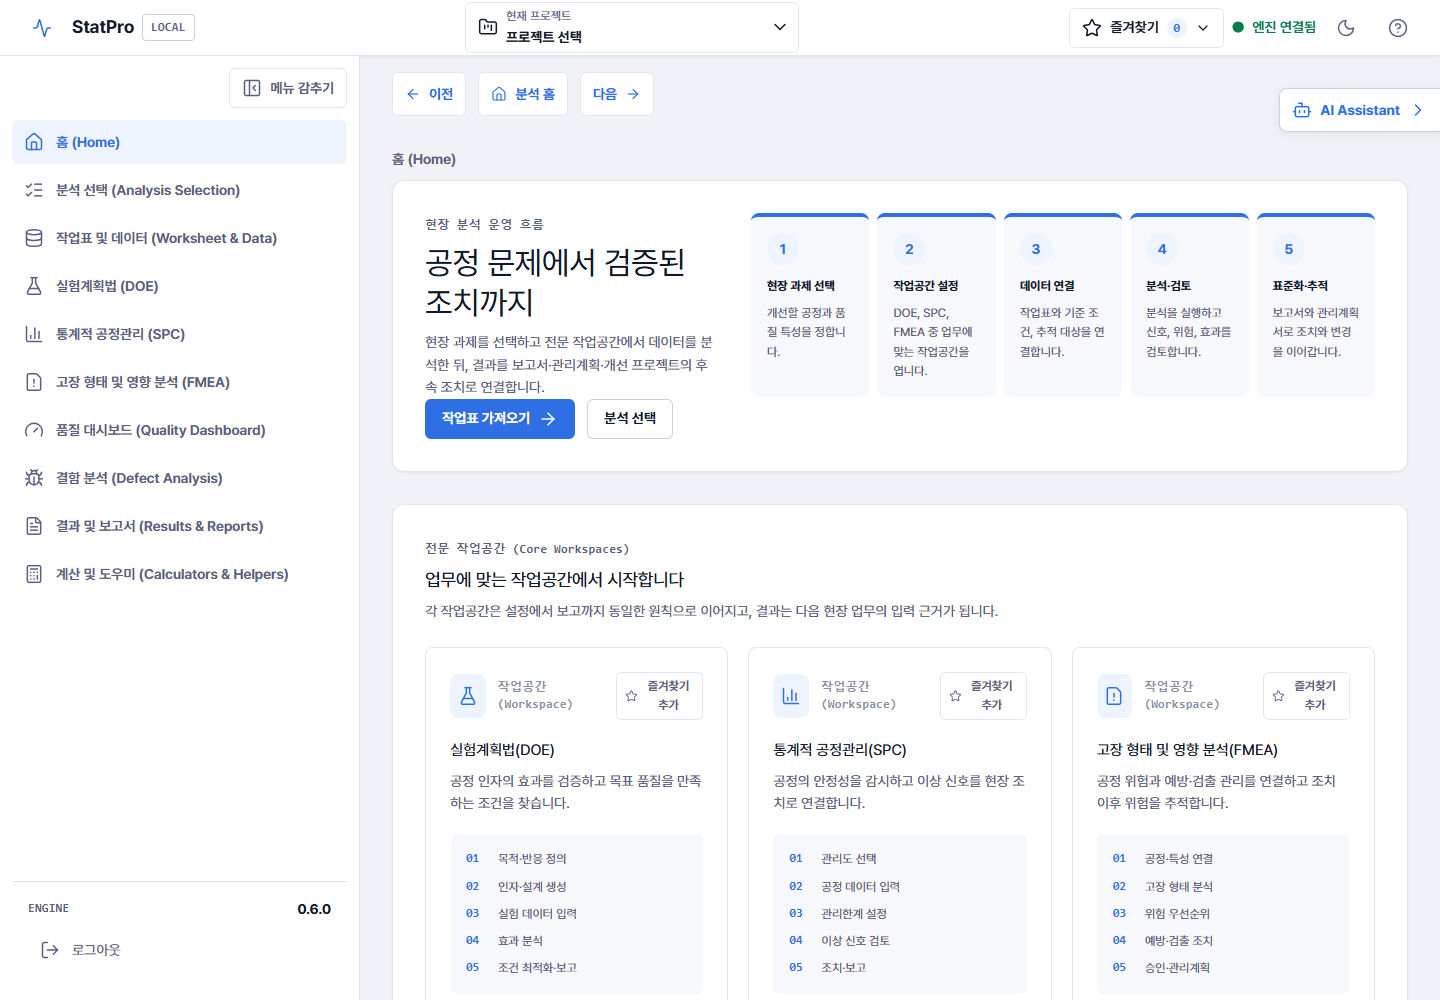 StatPro LOCAL
현재 프로젝트
프로젝트 선택
즐겨찾기 0
엔진 연결됨
메뉴 감추기
홈 (Home)
분석 선택 (Analysis Selection)
작업표 및 데이터 (Worksheet & Data)
실험계획법 (DOE)
통계적 공정관리 (SPC)
고장 형태 및 영향 분석 (FMEA)
품질 대시보드 (Quality Dashboard)
결함 분석 (Defect Analysis)
결과 및 보고서 (Results & Reports)
계산 및 도우미 (Calculators & Helpers)
ENGINE 0.6.0
로그아웃
이전
분석 홈
다음
AI Assistant
홈 (Home)
현장 분석 운영 흐름
공정 문제에서 검증된
조치까지
현장 과제를 선택하고 전문 작업공간에서 데이터를 분
석한 뒤, 결과를 보고서·관리계획·개선 프로젝트의 후
속 조치로 연결합니다.
작업표 가져오기
분석 선택
1
현장 과제 선택
개선할 공정과 품
질 특성을 정합니
다.
2
작업공간 설정
DOE, SPC,
FMEA 중 업무에
맞는 작업공간을
엽니다.
3
데이터 연결
작업표와 기준 조
건, 추적 대상을 연
결합니다.
4
분석·검토
분석을 실행하고
신호, 위험, 효과를
검토합니다.
5
표준화·추적
보고서와 관리계획
서로 조치와 변경
을 이어갑니다.
전문 작업공간 (Core Workspaces)
업무에 맞는 작업공간에서 시작합니다
각 작업공간은 설정에서 보고까지 동일한 원칙으로 이어지고, 결과는 다음 현장 업무의 입력 근거가 됩니다.
작업공간
(Workspace)
즐겨찾기
추가
실험계획법(DOE)
공정 인자의 효과를 검증하고 목표 품질을 만족
하는 조건을 찾습니다.
01 목적·반응 정의
02 인자·설계 생성
03 실험 데이터 입력
04 효과 분석
05 조건 최적화·보고
작업공간
(Workspace)
즐겨찾기
추가
통계적 공정관리(SPC)
공정의 안정성을 감시하고 이상 신호를 현장 조
치로 연결합니다.
01 관리도 선택
02 공정 데이터 입력
03 관리한계 설정
04 이상 신호 검토
05 조치·보고
작업공간
(Workspace)
즐겨찾기
추가
고장 형태 및 영향 분석(FMEA)
공정 위험과 예방·검출 관리를 연결하고 조치
이후 위험을 추적합니다.
01 공정·특성 연결
02 고장 형태 분석
03 위험 우선순위
04 예방·검출 조치
05 승인·관리계획